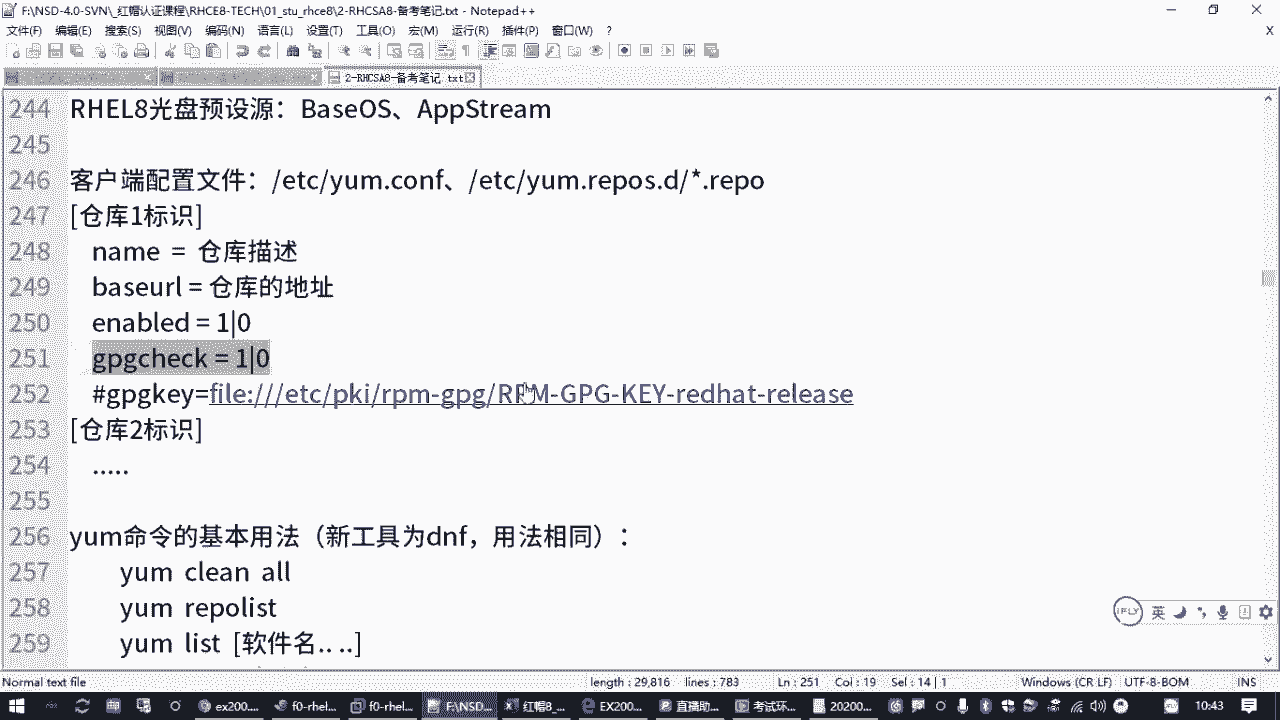 F:\NSD-4.0-SVN\_红帽认证课程\RHCE8-TECH\01_stu_rhce8\2-RHCSA8-备考笔记.txt - Notepad++
文件(F) 编辑(E) 搜索(S) 视图(V) 编码(N) 语言(L) 设置(T) 工具(O) 宏(M) 运行(R) 插件(P) 窗口(W) ? X
2-RHCSA8-备考笔记.txt
244 RHEL8光盘预设源：BaseOS、AppStream
245
246 客户端配置文件：/etc/yum.conf、/etc/yum.repos.d/*.repo
247 [仓库1标识]
248 name = 仓库描述
249 baseurl = 仓库的地址
250 enabled = 1|0
251 gpgcheck = 1|0
252 #gpgkey=file:///etc/pki/rpm-gpg/RPM-GPG-KEY-redhat-release
253 [仓库2标识]
254 .....
255
256 yum命令的基本用法（新工具为dnf，用法相同）：
257 yum clean all
258 yum repolist
259 yum list [软件名.. ..]
iFLY 英
Normal text file length : 29,816 lines : 783 Ln : 251 Col : 19 Sel : 14 | 1 Windows (CR LF) UTF-8-BOM INS
ex200... f0-rhel... f0-rhel... F:\NSD... 红帽8_... EX200... 直播助... 考试环... 20200... 10:43